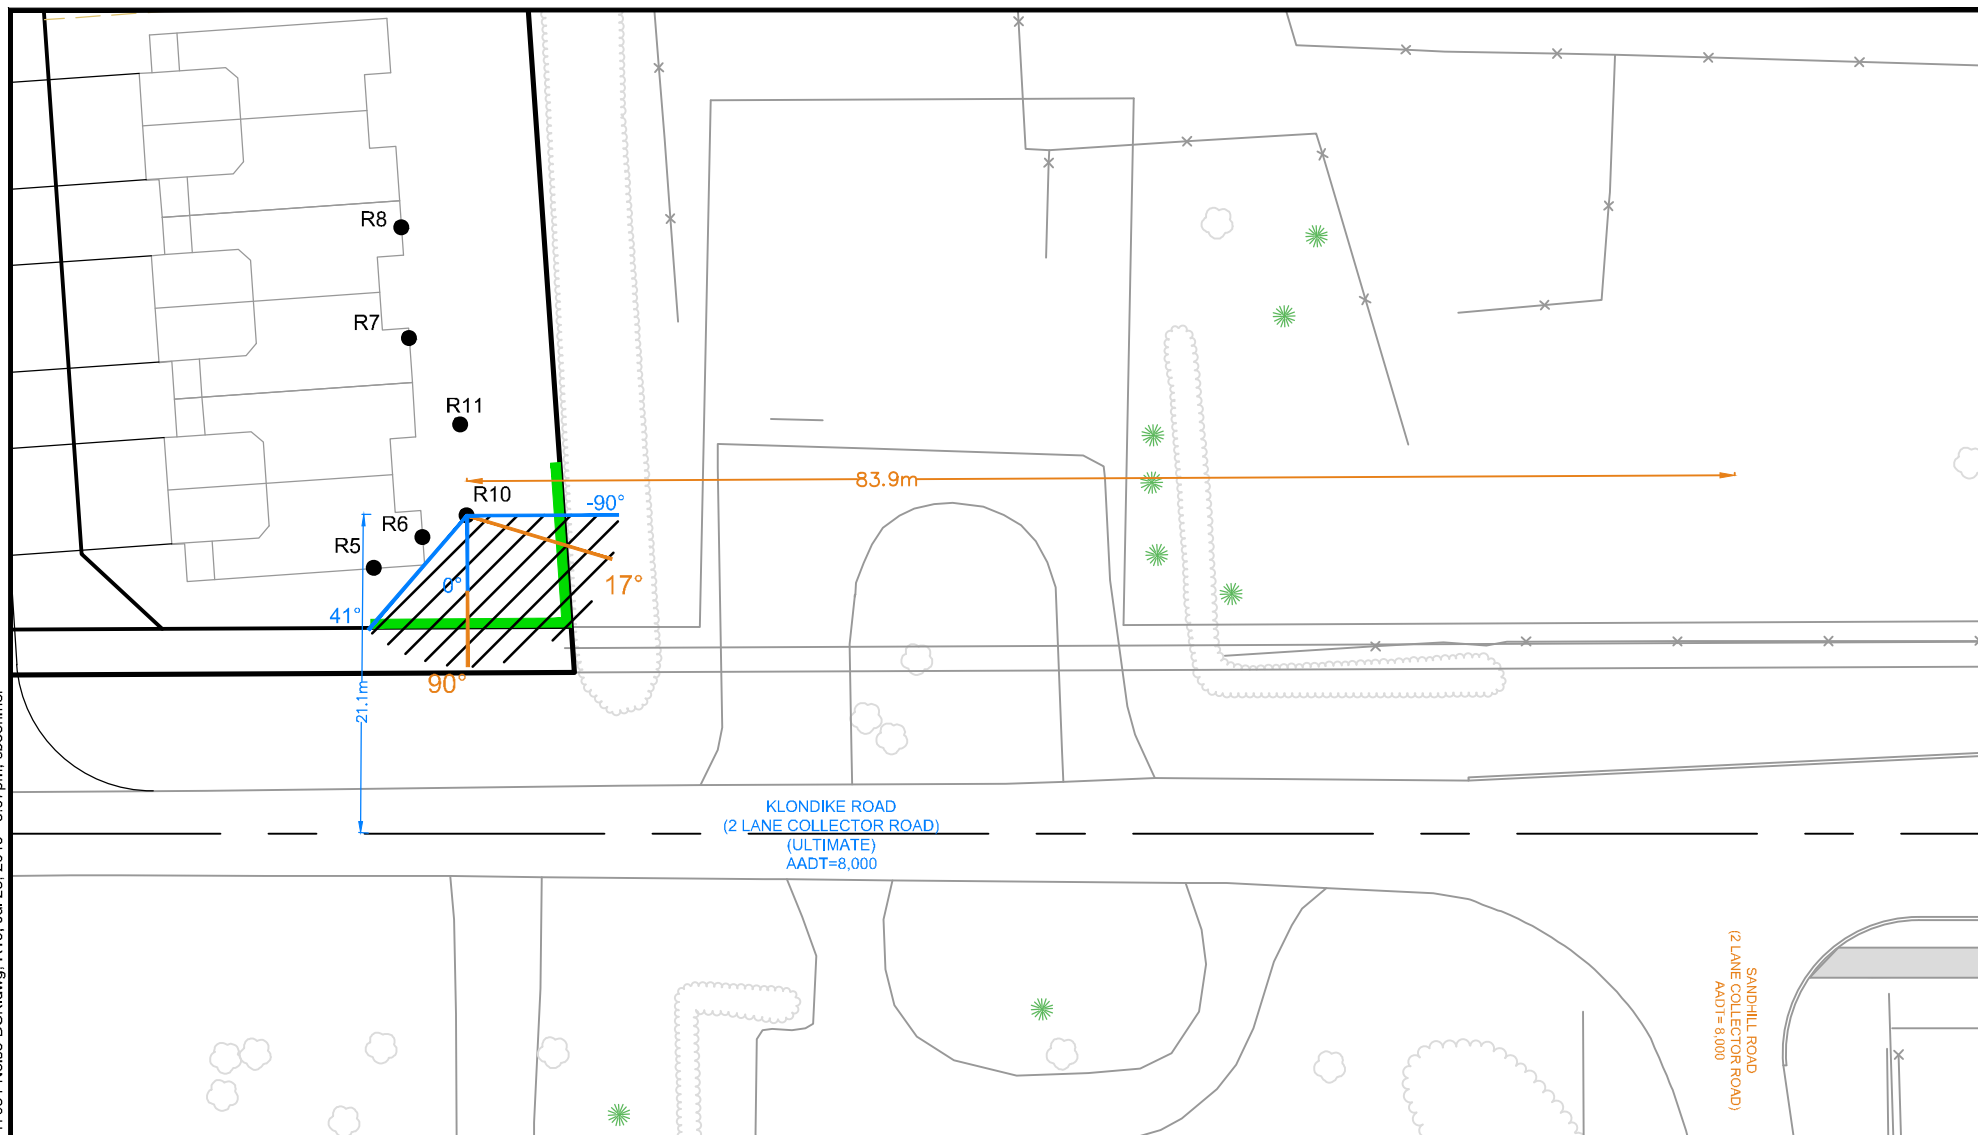 R8
R7
R11
83.9m
R10
-90°
R6
R5
0°
17°
41°
90°
21.1m
KLONDIKE ROAD
(2 LANE COLLECTOR ROAD)
(ULTIMATE)
AADT=8,000
SANDHILL ROAD
(2 LANE COLLECTOR ROAD)
AADT= 8,000